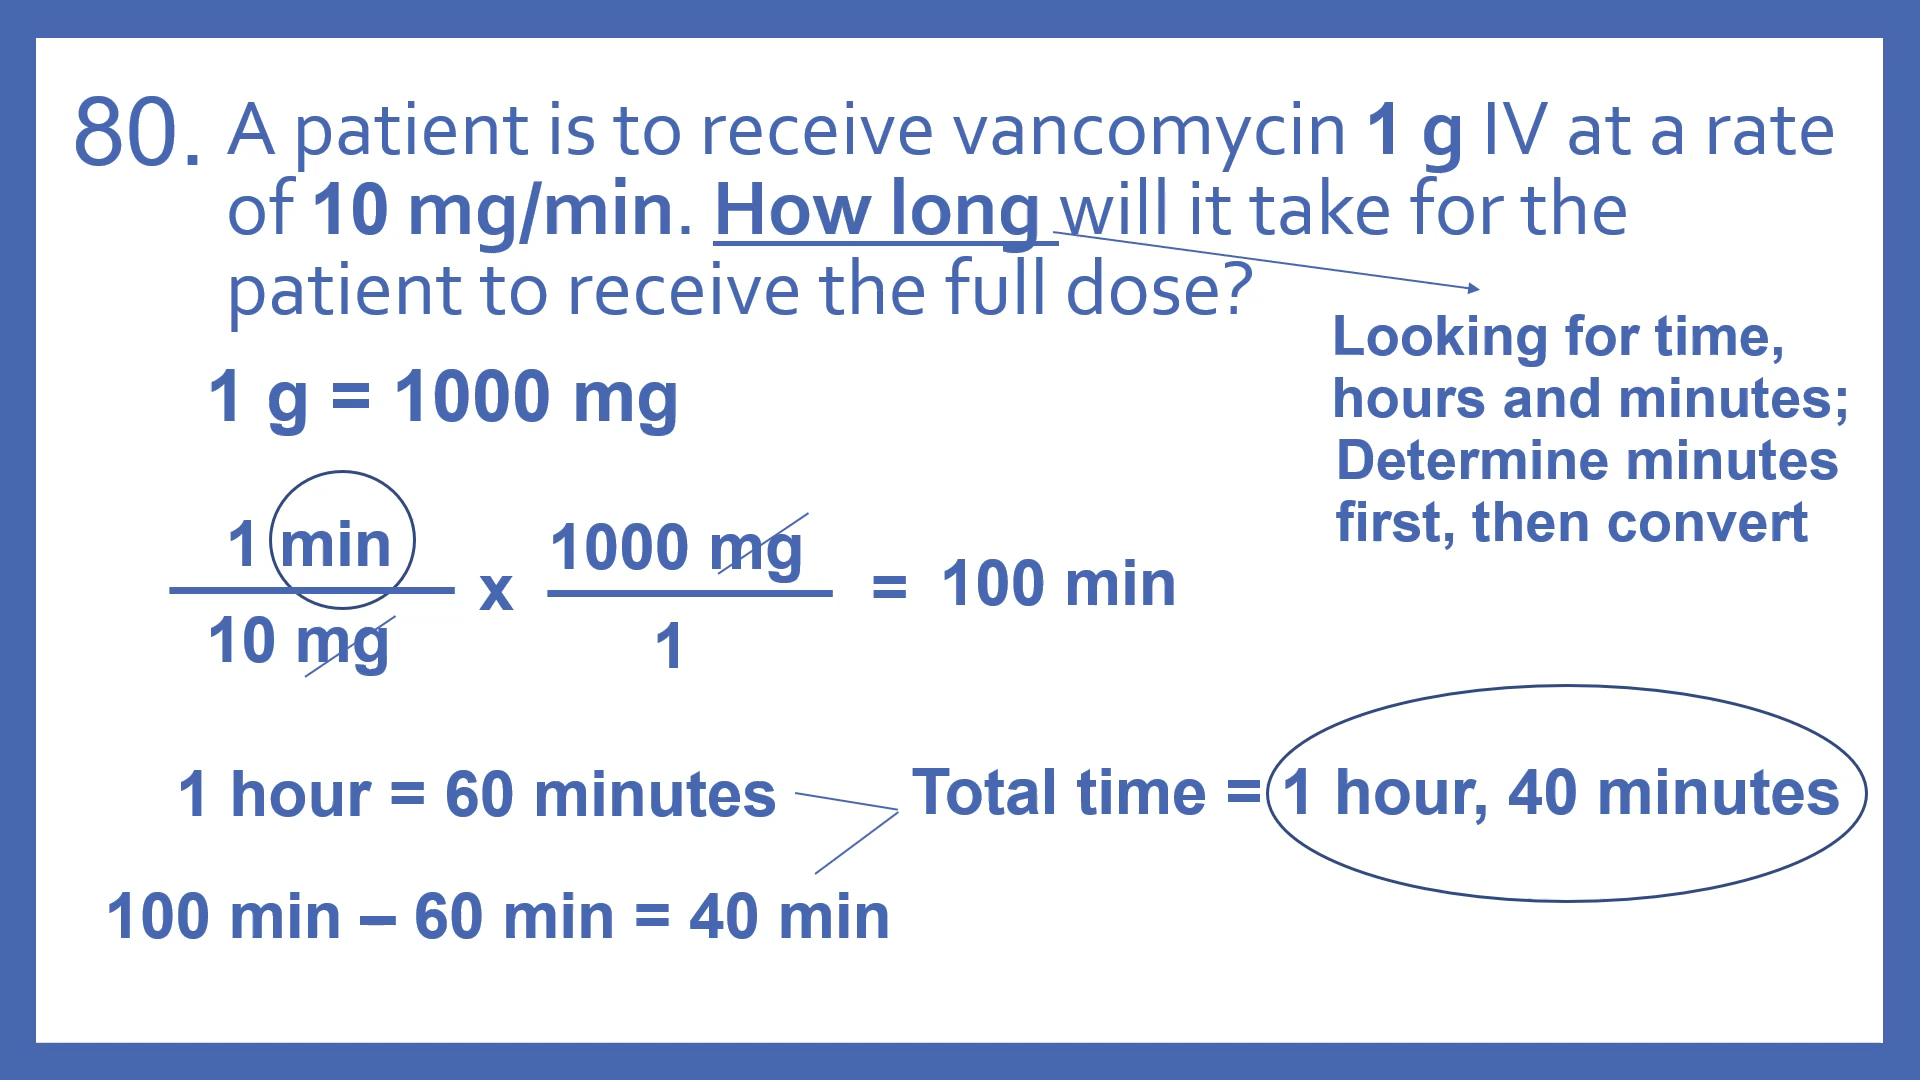 80. A patient is to receive vancomycin 1 g IV at a rate
of 10 mg/min. How long will it take for the
patient to receive the full dose?
Looking for time,
hours and minutes;
Determine minutes
first, then convert
1 g = 1000 mg
1 min
10 mg
x
1000 mg
1
= 100 min
1 hour = 60 minutes
Total time = 1 hour, 40 minutes
100 min – 60 min = 40 min